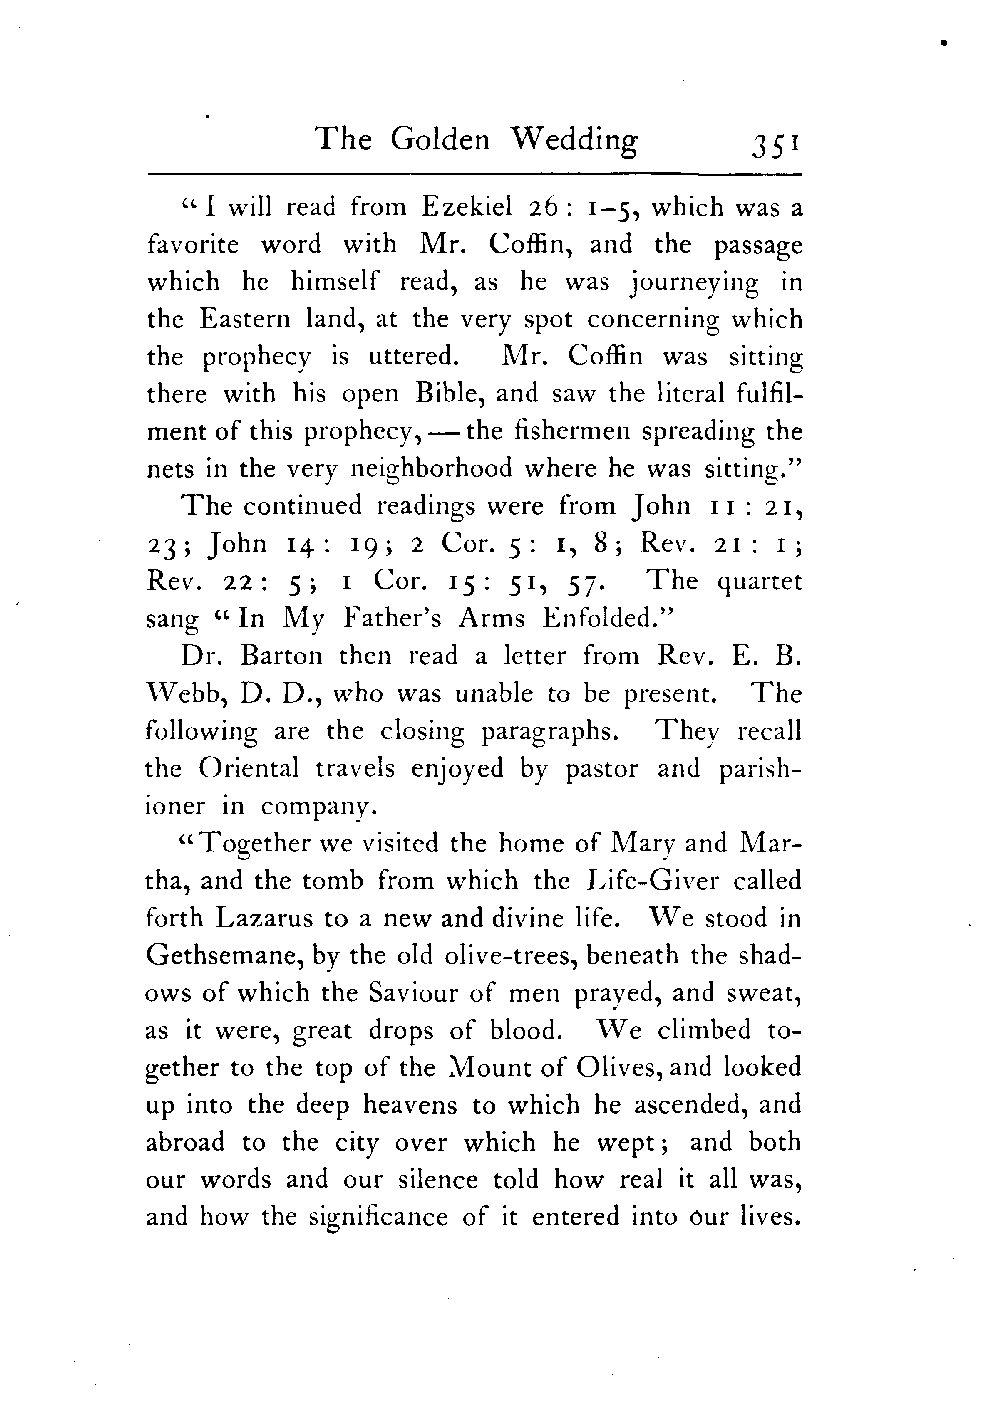 The Golden Wedding 351
“I will read from Ezekiel 26: 1–5, which was a
favorite word with Mr. Coffin, and the passage
which he himself read, as he was journeying in
the Eastern land, at the very spot concerning which
the prophecy is uttered. Mr. Coffin was sitting
there with his open Bible, and saw the literal fulfil-
ment of this prophecy,—the fishermen spreading the
nets in the very neighborhood where he was sitting.”
The continued readings were from John 11: 21,
23; John 14: 19; 2 Cor. 5: 1, 8; Rev. 21: 1;
Rev. 22: 5; 1 Cor. 15: 51, 57. The quartet
sang “In My Father's Arms Enfolded.”
Dr. Barton then read a letter from Rev. E. B.
Webb, D. D., who was unable to be present. The
following are the closing paragraphs. They recall
the Oriental travels enjoyed by pastor and parish-
ioner in company.
“Together we visited the home of Mary and Mar-
tha, and the tomb from which the Life-Giver called
forth Lazarus to a new and divine life. We stood in
Gethsemane, by the old olive-trees, beneath the shad-
ows of which the Saviour of men prayed, and sweat,
as it were, great drops of blood. We climbed to-
gether to the top of the Mount of Olives, and looked
up into the deep heavens to which he ascended, and
abroad to the city over which he wept; and both
our words and our silence told how real it all was,
and how the significance of it entered into our lives.